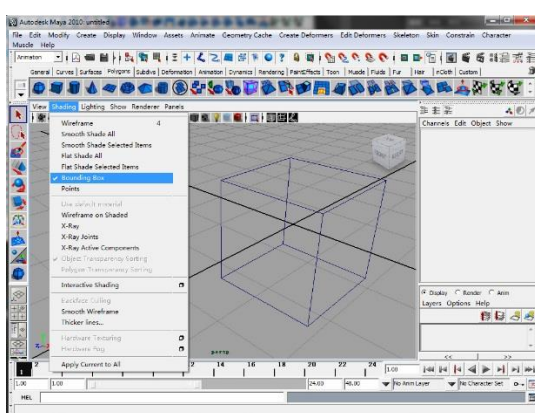 Autodesk Maya 2010: untitled
File Edit Modify Create Display Window Assets Animate Geometry Cache Create Deformers Edit Deformers Skeleton Skin Constrain Character
Muscle Help
Animation
General Curves Surfaces Polygons Subdivs Deformation Animation Dynamics Rendering PaintEffects Toon Muscle Fluids Fur Hair nCloth Custom
View Shading Lighting Show Renderer Panels
Channels Edit Object Show
Wireframe 4
Smooth Shade All
Smooth Shade Selected Items
Flat Shade All
Flat Shade Selected Items
Bounding Box
Points
Use default material
Wireframe on Shaded
X-Ray
X-Ray Joints
X-Ray Active Components
Object Transparency Sorting
Polygon Transparency Sorting
Interactive Shading
Backface Culling
Smooth Wireframe
Thicker lines...
Hardware Texturing
Hardware Fog
Apply Current to All
persp
Display Render Anim
Layers Options Help
<< >>
2 12 14 16 18 20 22 24 1.00
1.00 1.00 24.00 48.00 No Anim Layer No Character Set
MEL